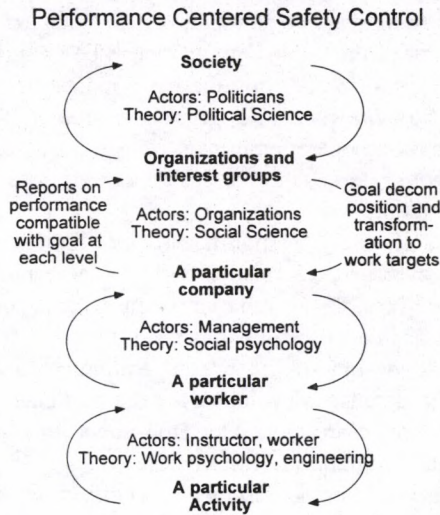 Performance Centered Safety Control
Society
Actors: Politicians
Theory: Political Science
Organizations and
interest groups
Reports on
performance
compatible
with goal at
each level
Actors: Organizations
Theory: Social Science
Goal decom
position and
transform-
ation to
work targets
A particular
company
Actors: Management
Theory: Social psychology
A particular
worker
Actors: Instructor, worker
Theory: Work psychology, engineering
A particular
Activity